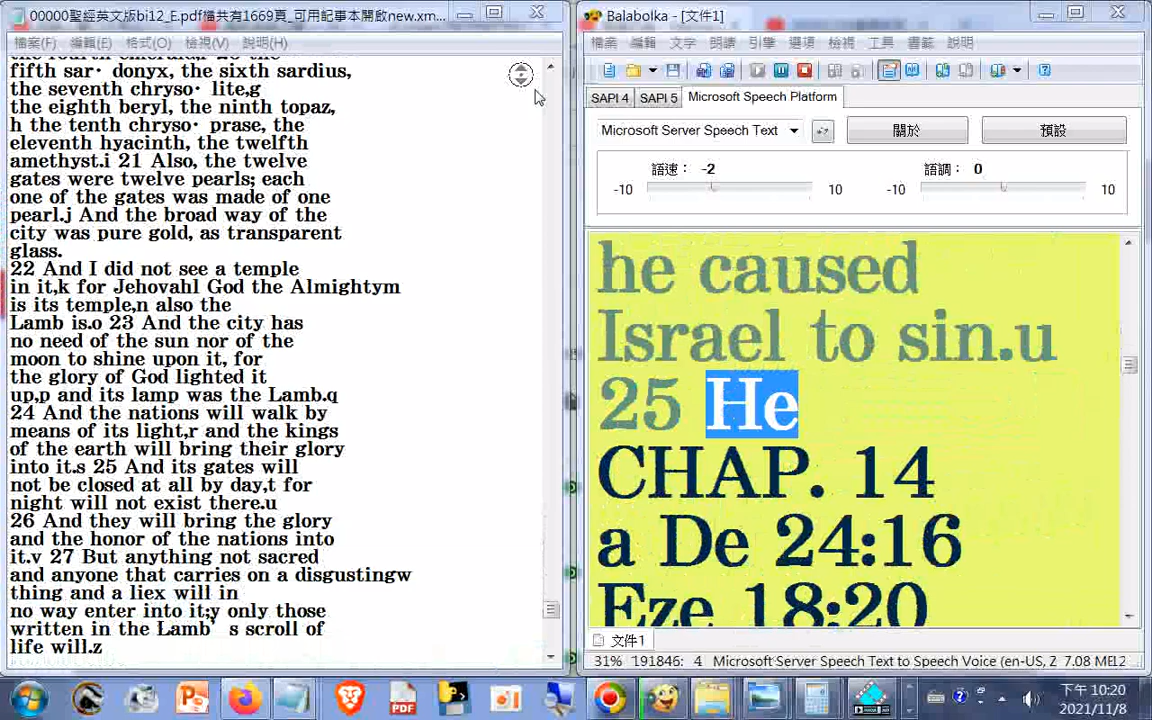 00000聖經英文版bi12_E.pdf檔共有1669頁_可用記事本開啟new.xm...
檔案(F) 編輯(E) 格式(O) 檢視(V) 說明(H)
fifth sar· donyx, the sixth sardius,
the seventh chryso· lite,g
the eighth beryl, the ninth topaz,
h the tenth chryso· prase, the
eleventh hyacinth, the twelfth
amethyst.i 21 Also, the twelve
gates were twelve pearls; each
one of the gates was made of one
pearl.j And the broad way of the
city was pure gold, as transparent
glass.
22 And I did not see a temple
in it,k for Jehovahl God the Almightym
is its temple,n also the
Lamb is.o 23 And the city has
no need of the sun nor of the
moon to shine upon it, for
the glory of God lighted it
up,p and its lamp was the Lamb.q
24 And the nations will walk by
means of its light,r and the kings
of the earth will bring their glory
into it.s 25 And its gates will
not be closed at all by day,t for
night will not exist there.u
26 And they will bring the glory
and the honor of the nations into
it.v 27 But anything not sacred
and anyone that carries on a disgustingw
thing and a liex will in
no way enter into it;y only those
written in the Lamb’s scroll of
life will.z
Balabolka - [文件1]
檔案 編輯 文字 朗讀 引擎 選項 檢視 工具 書籤 說明
SAPI 4 SAPI 5 Microsoft Speech Platform
Microsoft Server Speech Text 關於 預設
語速: -2 語調: 0
-10 10 -10 10
he caused
Israel to sin.u
25 He
CHAP. 14
a De 24:16
Eze 18:20
文件1
31% 191846: 4 Microsoft Server Speech Text to Speech Voice (en-US, Z 7.08 ME12
PDF
下午 10:20
2021/11/8